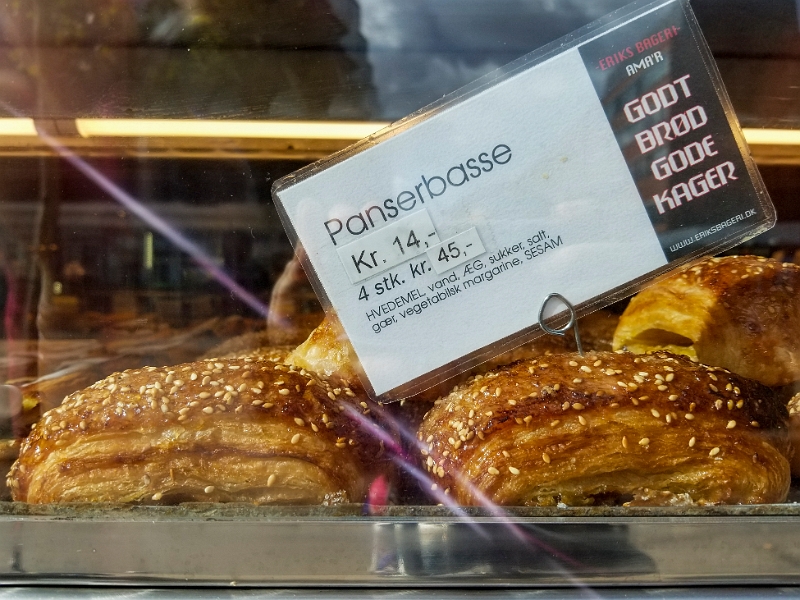 Panserbasse
Kr. 14,-
4 stk. kr. 45,-
HVEDEMEL, vand, ÆG, sukker, salt,
gær, vegetabilsk margarine, SESAM
ERIKS BAGERI
AMA'R
GODT
BRØD
GODE
KAGER
WWW.ERIKSBAGERI.DK